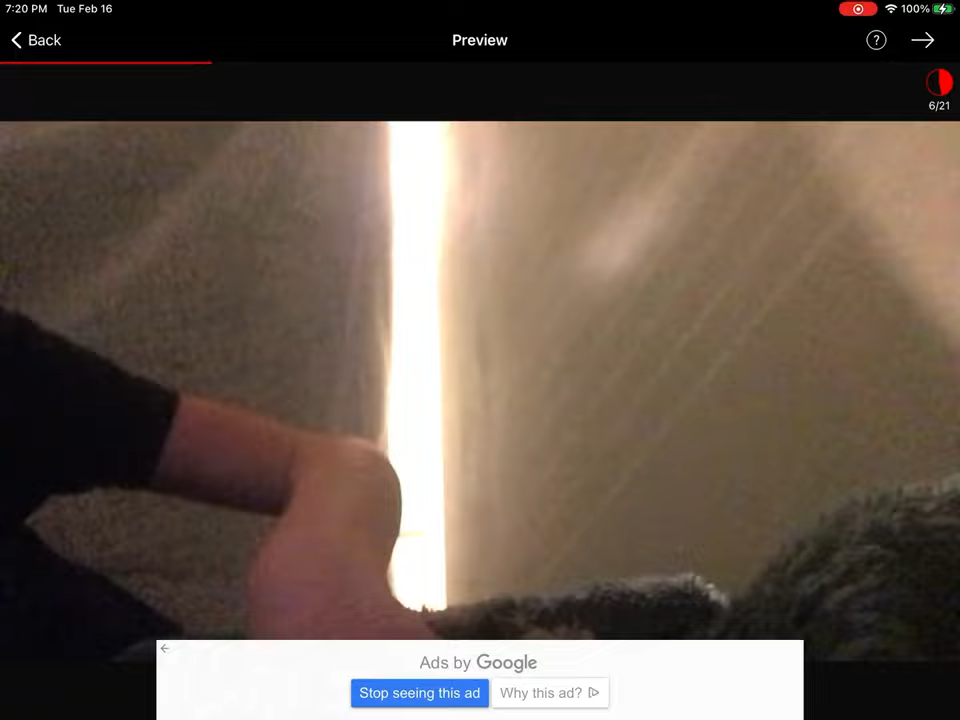 7:20 PM Tue Feb 16
100%
Back
Preview
?
6/21
Ads by Google
Stop seeing this ad
Why this ad?